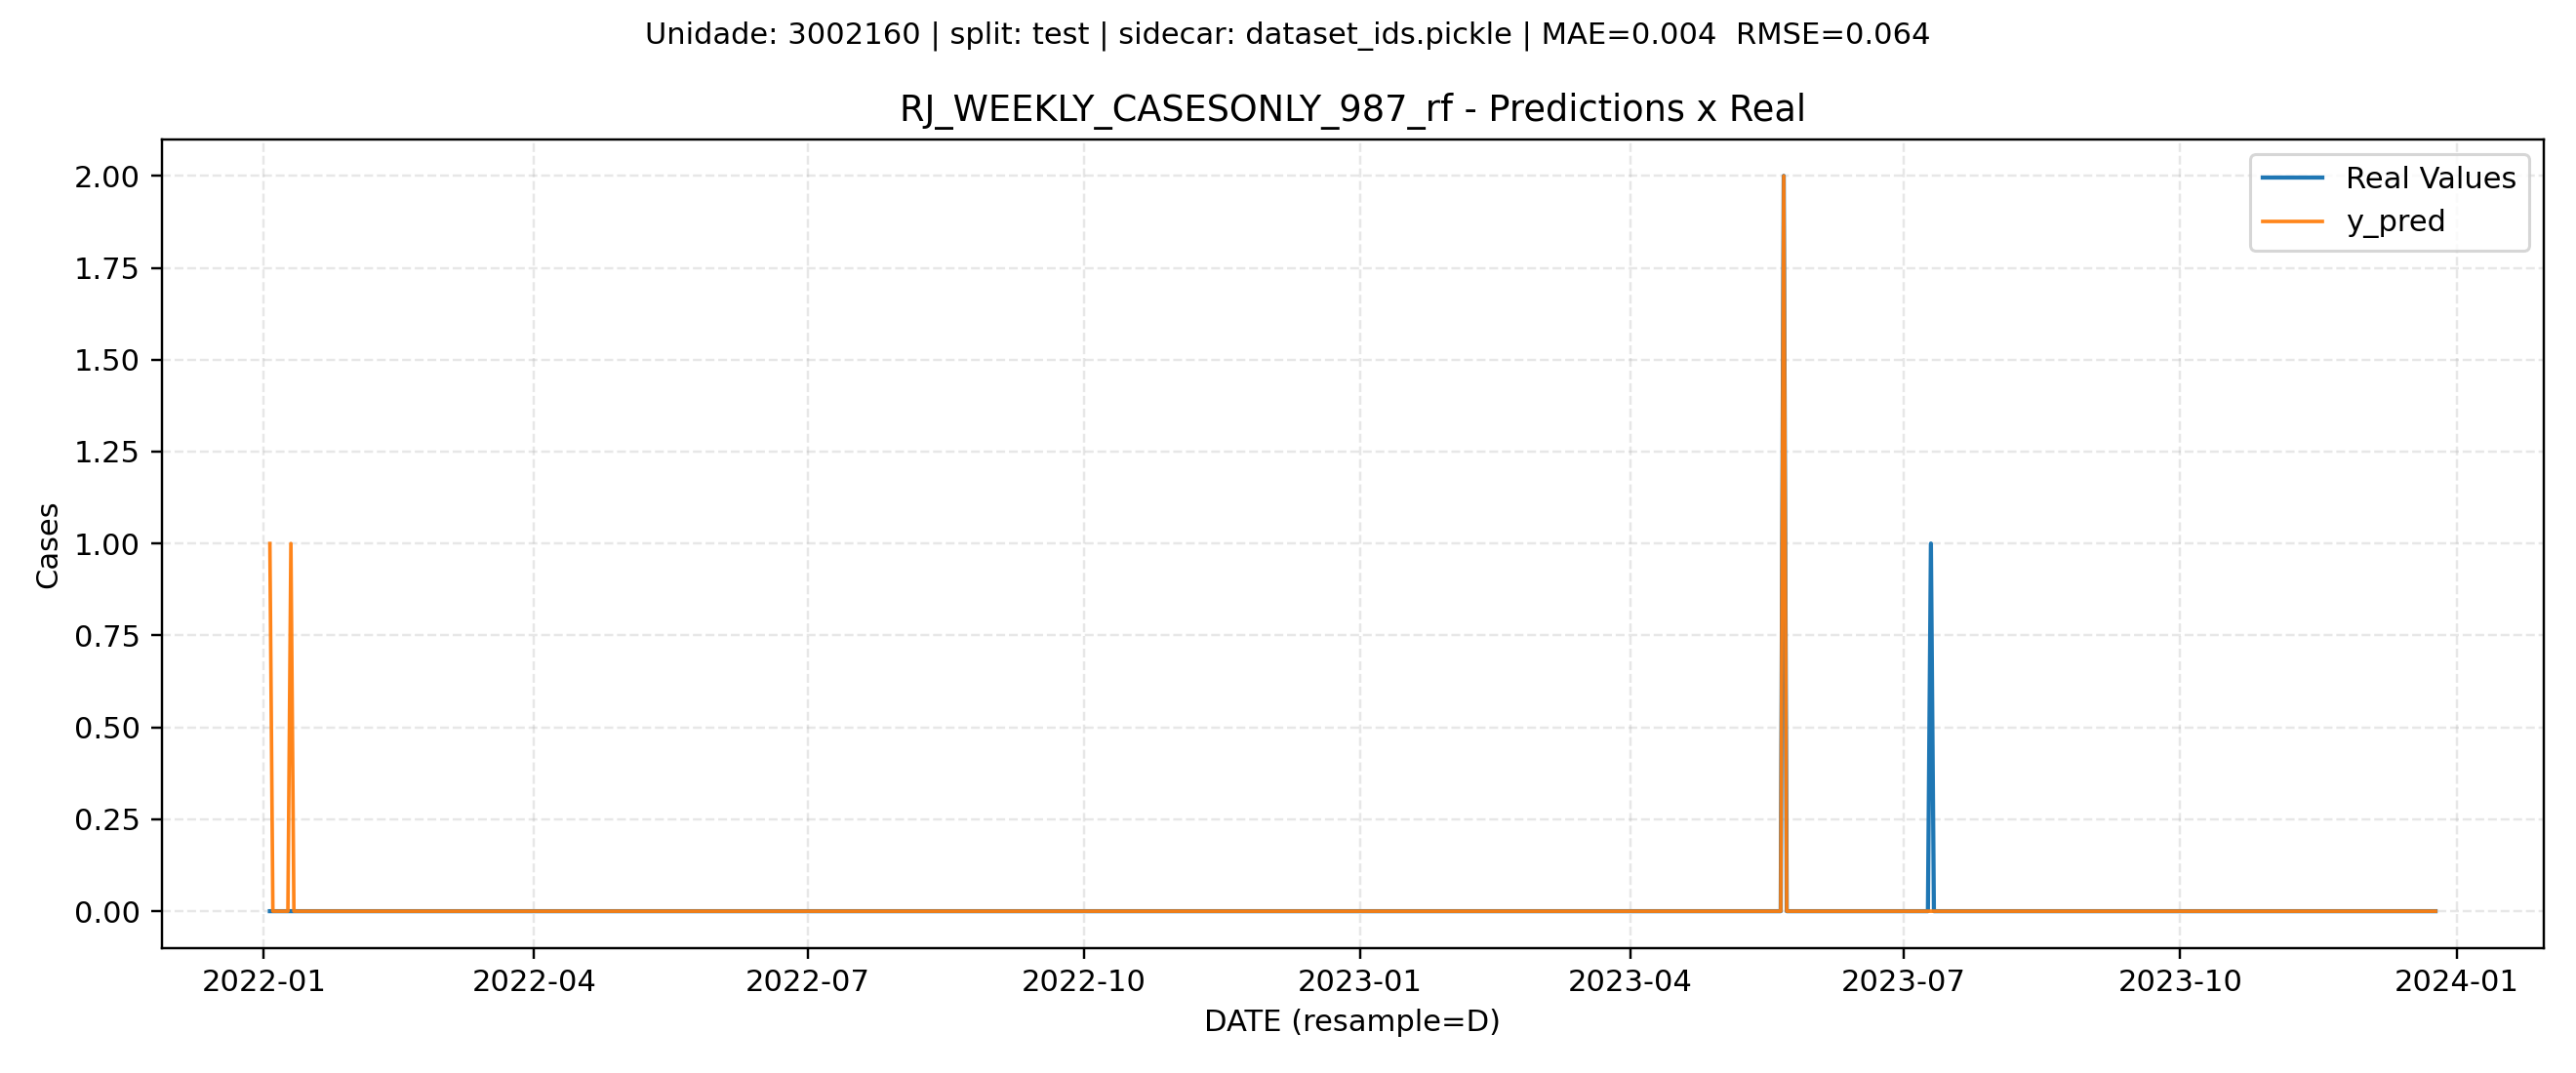 Unidade: 3002160 | split: test | sidecar: dataset_ids.pickle | MAE=0.004  RMSE=0.064
RJ_WEEKLY_CASESONLY_987_rf - Predictions x Real
Real Values
y_pred
Cases
2.00
1.75
1.50
1.25
1.00
0.75
0.50
0.25
0.00
2022-01 2022-04 2022-07 2022-10 2023-01 2023-04 2023-07 2023-10 2024-01
DATE (resample=D)